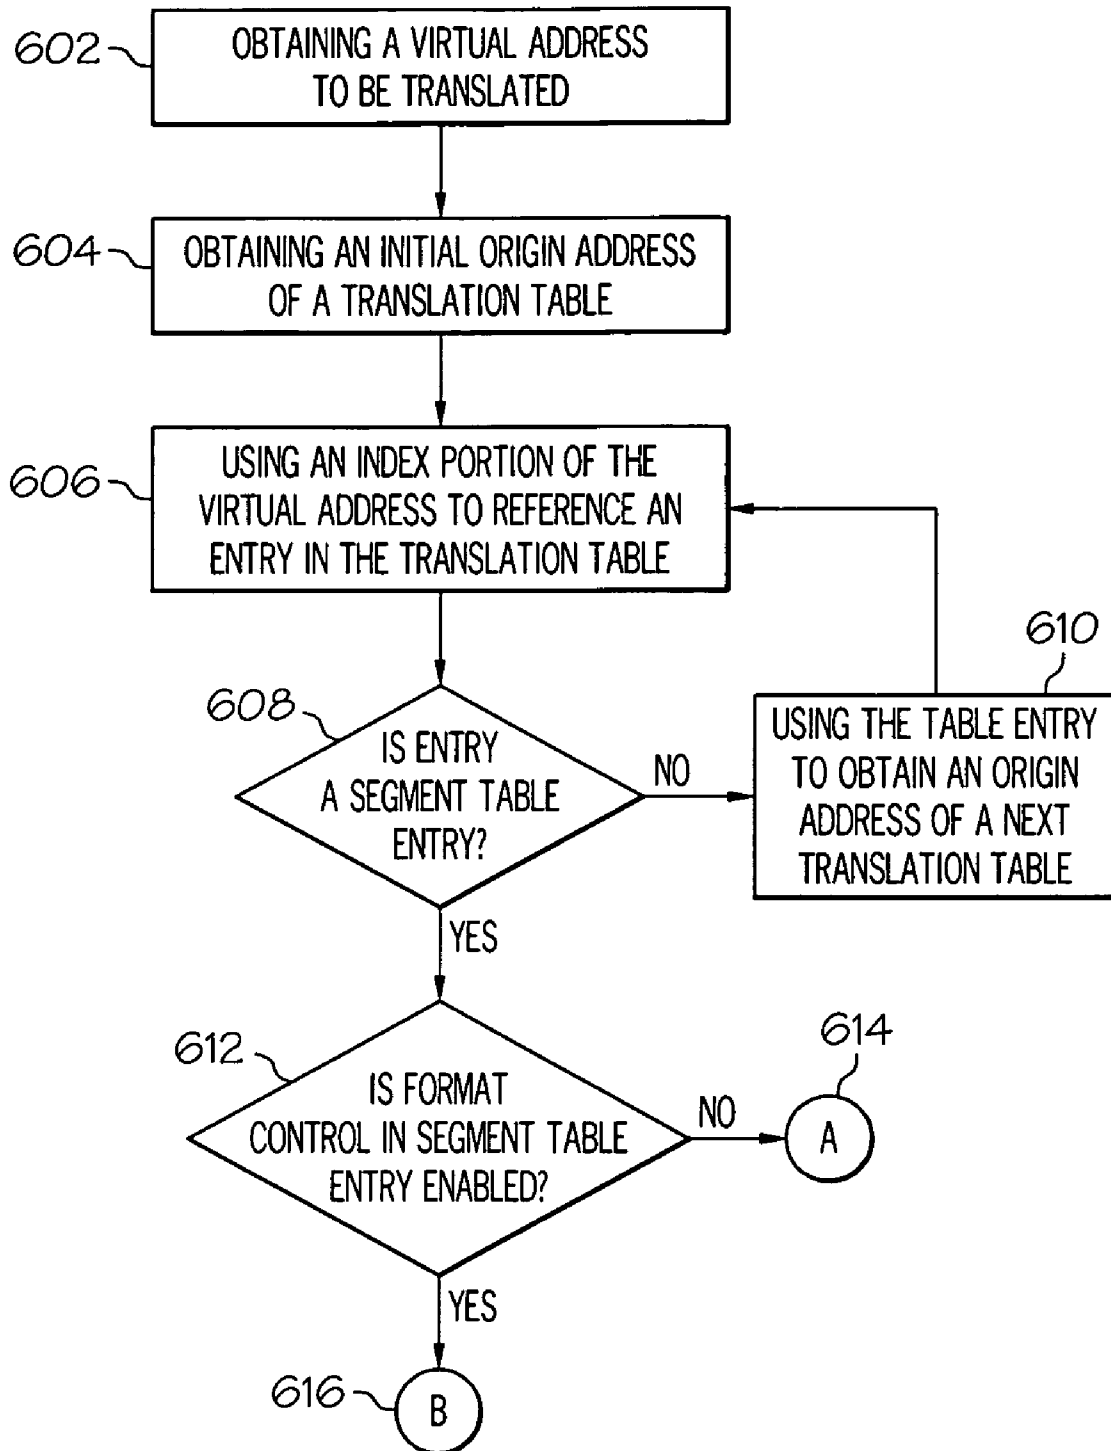 602
OBTAINING A VIRTUAL ADDRESS
TO BE TRANSLATED
604
OBTAINING AN INITIAL ORIGIN ADDRESS
OF A TRANSLATION TABLE
606
USING AN INDEX PORTION OF THE
VIRTUAL ADDRESS TO REFERENCE AN
ENTRY IN THE TRANSLATION TABLE
608
IS ENTRY
A SEGMENT TABLE
ENTRY?
NO
610
USING THE TABLE ENTRY
TO OBTAIN AN ORIGIN
ADDRESS OF A NEXT
TRANSLATION TABLE
YES
612
IS FORMAT
CONTROL IN SEGMENT TABLE
ENTRY ENABLED?
NO
614
A
YES
616
B